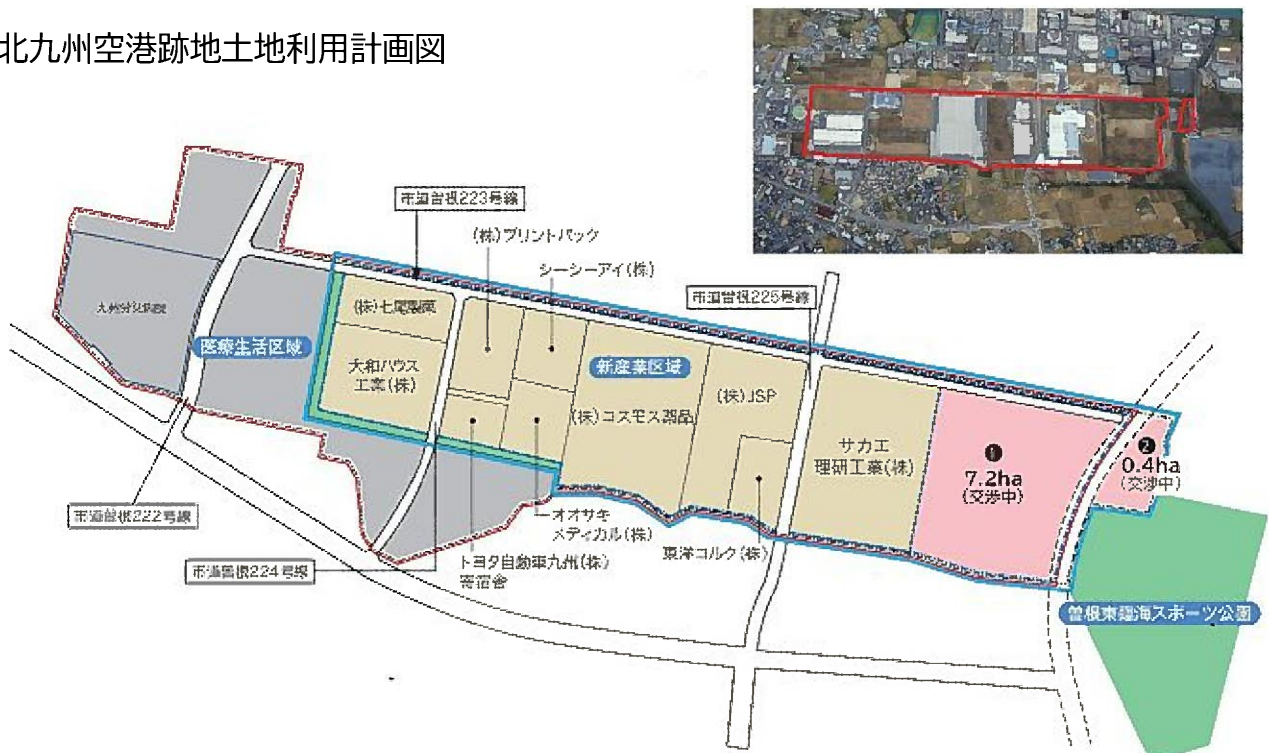 北九州空港跡地土地利用計画図
市道曽根223号線
(株)プリントパック
シーシーアイ(株)
市道曽根225号線
(株)七尾製菓
九州労災病院
医療生活区域
大和ハウス
工業(株)
新産業区域
(株)コスモス薬品
(株)JSP
サカエ
理研工業(株)
❶
7.2ha
(交渉中)
❷
0.4ha
(交渉中)
市道曽根222号線
オオサキ
メディカル(株)
東洋コルク(株)
トヨタ自動車九州(株)
寄宿舎
市道曽根224号線
曽根東臨海スポーツ公園